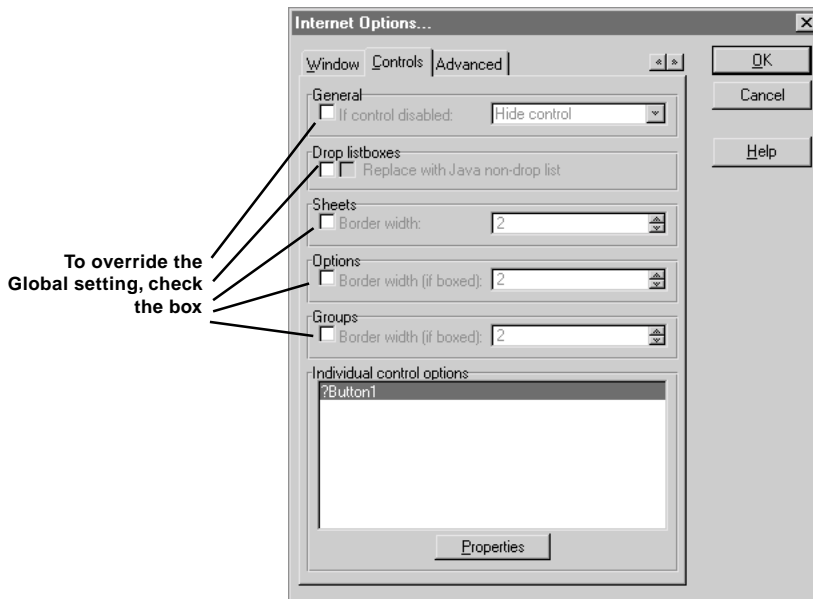 Internet Options...
Window Controls Advanced
OK
Cancel
Help
General
If control disabled: Hide control
Drop listboxes
Replace with Java non-drop list
Sheets
Border width: 2
Options
Border width (if boxed): 2
Groups
Border width (if boxed): 2
Individual control options
?Button1
Properties
To override the
Global setting, check
the box